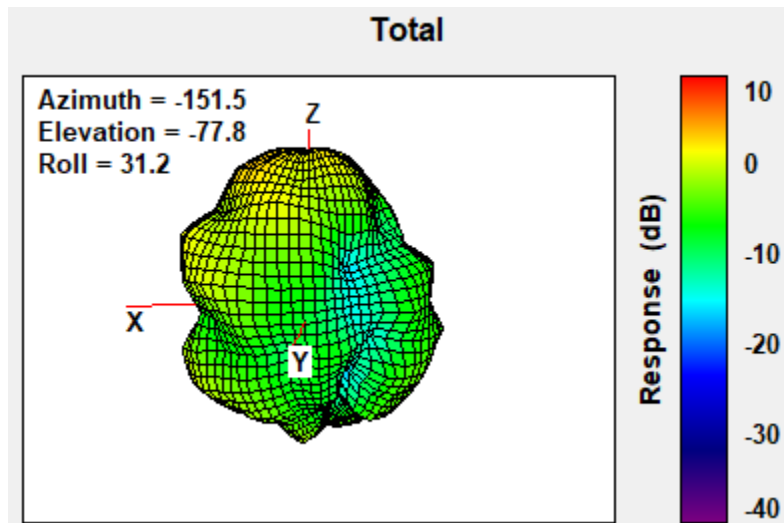 Total
Azimuth = -151.5
Elevation = -77.8
Roll = 31.2
Z
X
Y
10
0
-10
-20
-30
-40
Response (dB)